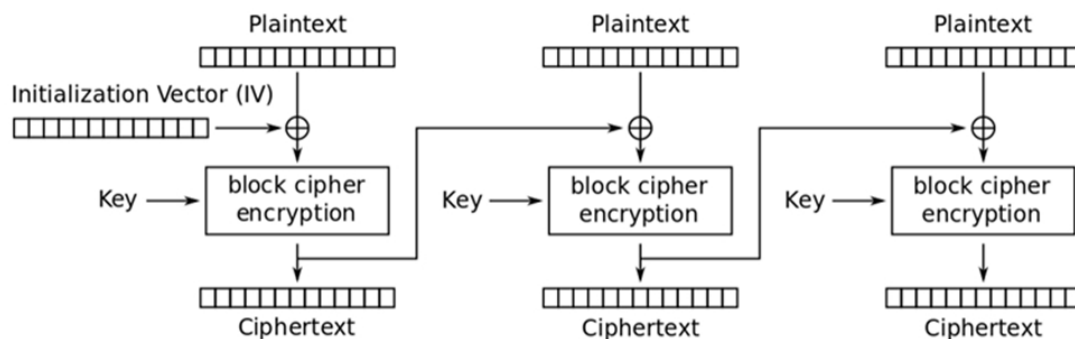 Plaintext
Plaintext
Plaintext
Initialization Vector (IV)
Key
block cipher
encryption
Key
block cipher
encryption
Key
block cipher
encryption
Ciphertext
Ciphertext
Ciphertext